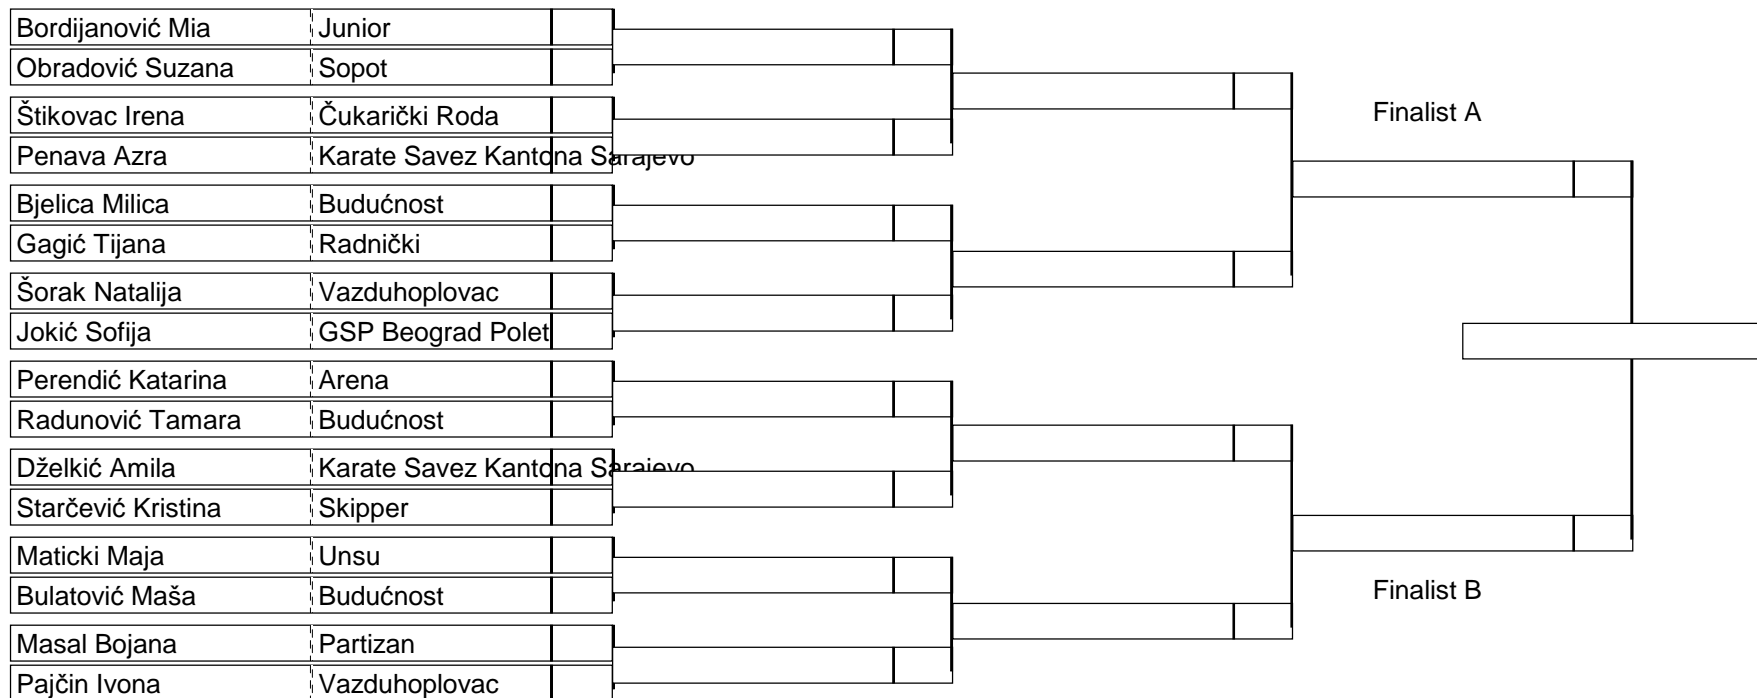 Bordijanović Mia Junior
Obradović Suzana Sopot
Štikovac Irena Čukarički Roda
Finalist A
Penava Azra Karate Savez Kantona Sarajevo
Bjelica Milica Budućnost
Gagić Tijana Radnički
Šorak Natalija Vazduhoplovac
Jokić Sofija GSP Beograd Polet
Perendić Katarina Arena
Radunović Tamara Budućnost
Dželkić Amila Karate Savez Kantona Sarajevo
Starčević Kristina Skipper
Maticki Maja Unsu
Bulatović Maša Budućnost
Finalist B
Masal Bojana Partizan
Pajčin Ivona Vazduhoplovac